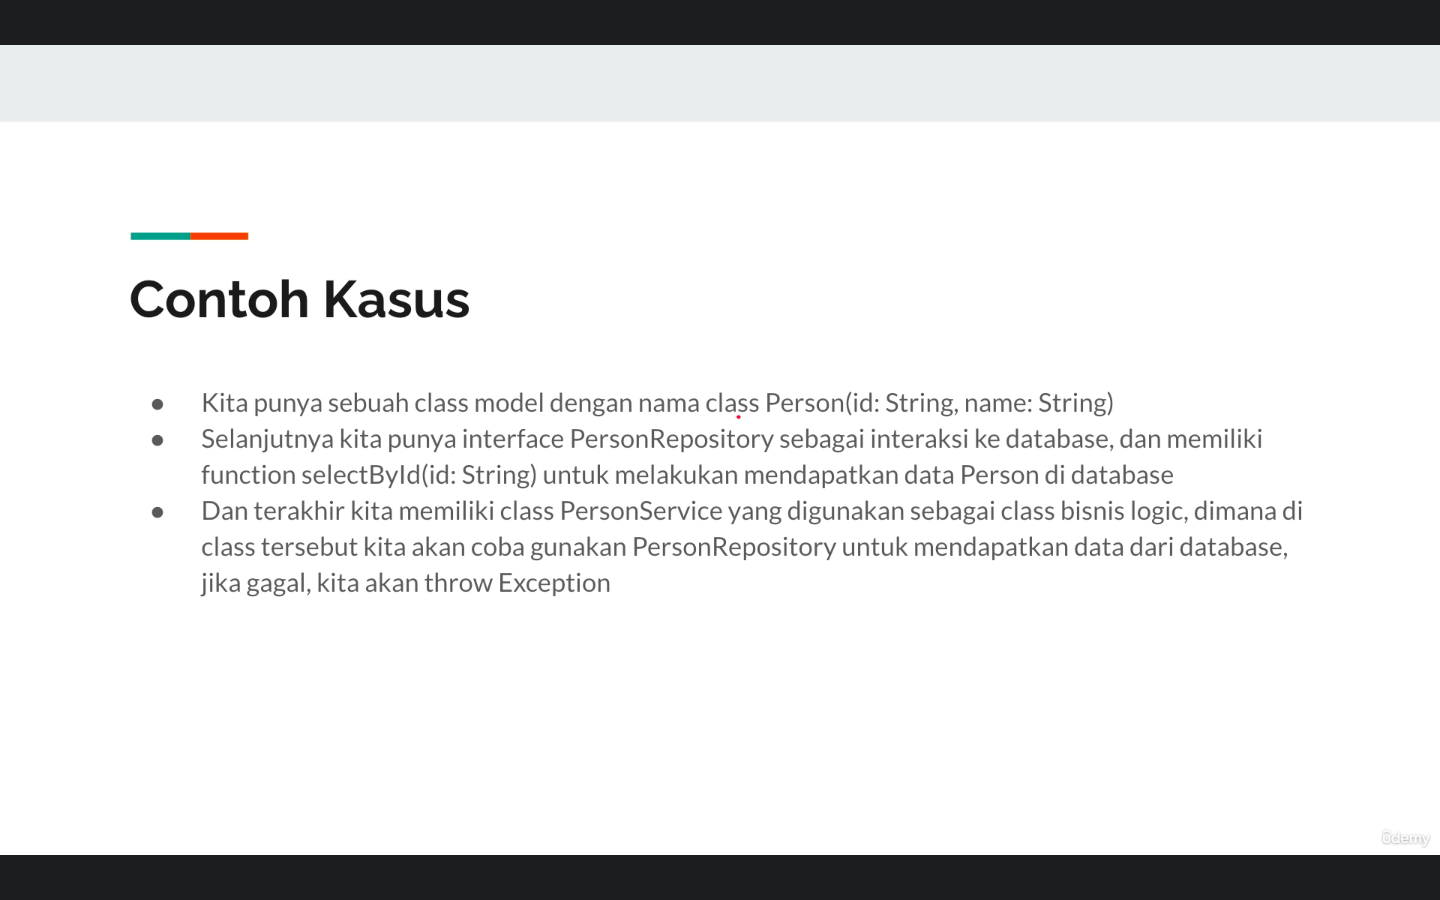 Contoh Kasus
● Kita punya sebuah class model dengan nama class Person(id: String, name: String)
● Selanjutnya kita punya interface PersonRepository sebagai interaksi ke database, dan memiliki
function selectById(id: String) untuk melakukan mendapatkan data Person di database
● Dan terakhir kita memiliki class PersonService yang digunakan sebagai class bisnis logic, dimana di
class tersebut kita akan coba gunakan PersonRepository untuk mendapatkan data dari database,
jika gagal, kita akan throw Exception
ûdemy